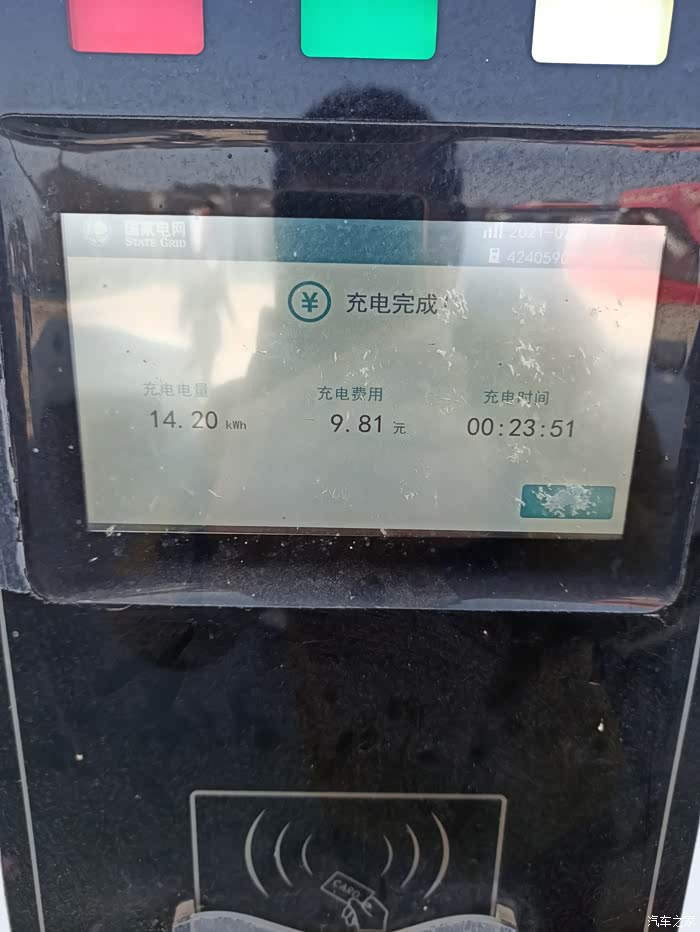 国家电网
STATE GRID
2021-0
4240590
充电完成
充电电量
充电费用
充电时间
14.20 kWh
9.81 元
00:23:51
CARD
汽车之家